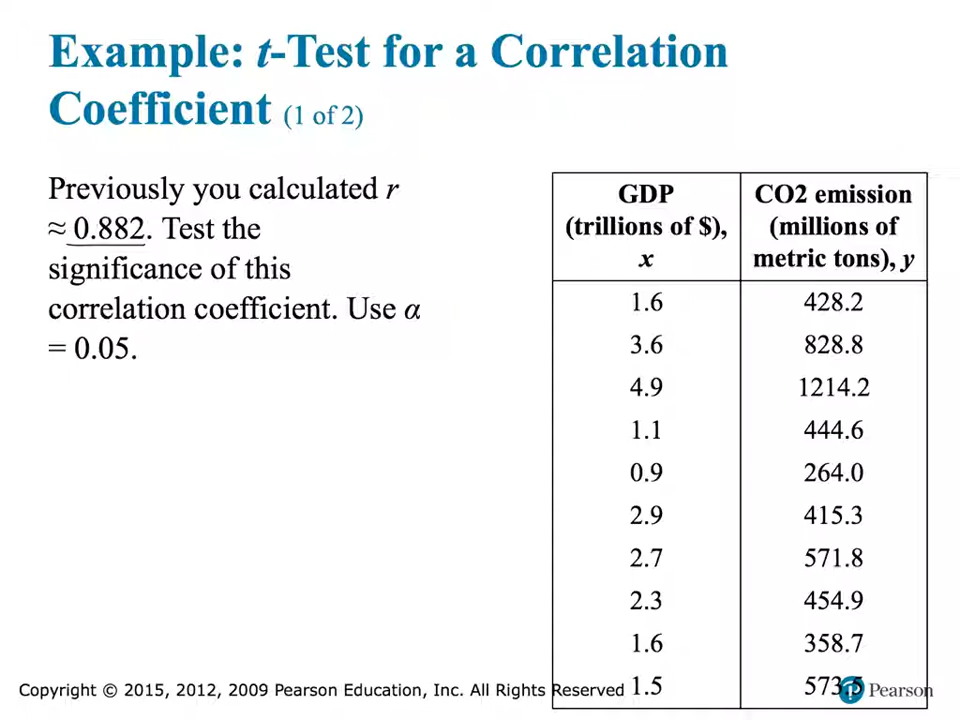 Example: t-Test for a Correlation
Coefficient (1 of 2)
Previously you calculated r
≈ 0.882. Test the
significance of this
correlation coefficient. Use α
= 0.05.
GDP (trillions of $), x	CO2 emission (millions of metric tons), y
1.6	428.2
3.6	828.8
4.9	1214.2
1.1	444.6
0.9	264.0
2.9	415.3
2.7	571.8
2.3	454.9
1.6	358.7
1.5	573.5
Copyright © 2015, 2012, 2009 Pearson Education, Inc. All Rights Reserved
Pearson